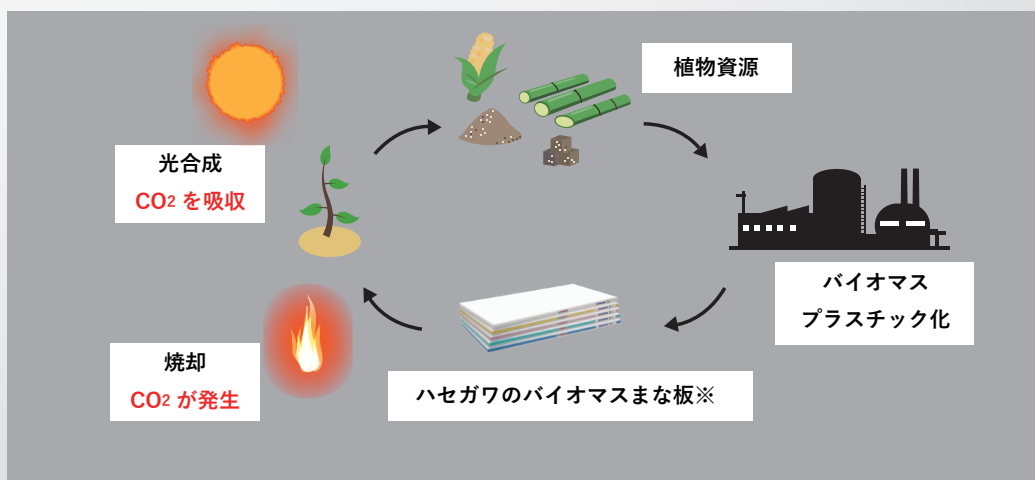 植物資源
光合成
CO2 を吸収
バイオマス
プラスチック化
焼却
CO2 が発生
ハセガワのバイオマスまな板※